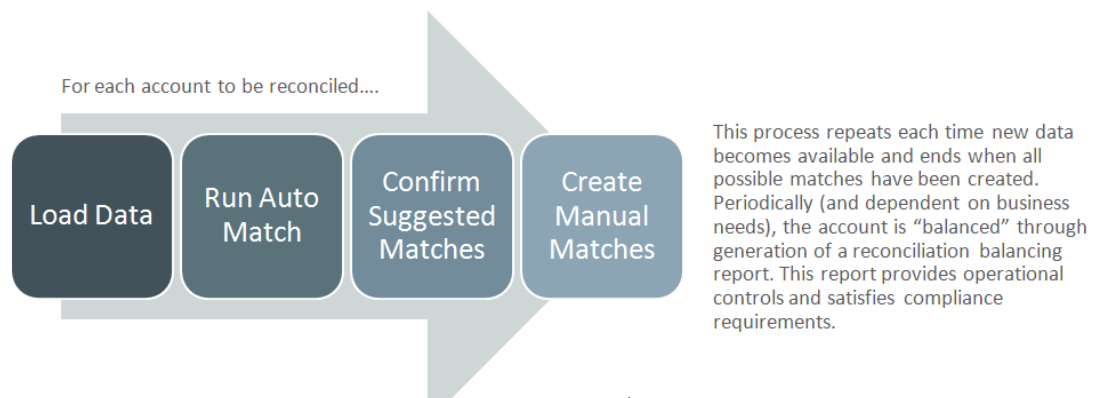 For each account to be reconciled....
Load Data
Run Auto
Match
Confirm
Suggested
Matches
Create
Manual
Matches
This process repeats each time new data
becomes available and ends when all
possible matches have been created.
Periodically (and dependent on business
needs), the account is “balanced” through
generation of a reconciliation balancing
report. This report provides operational
controls and satisfies compliance
requirements.